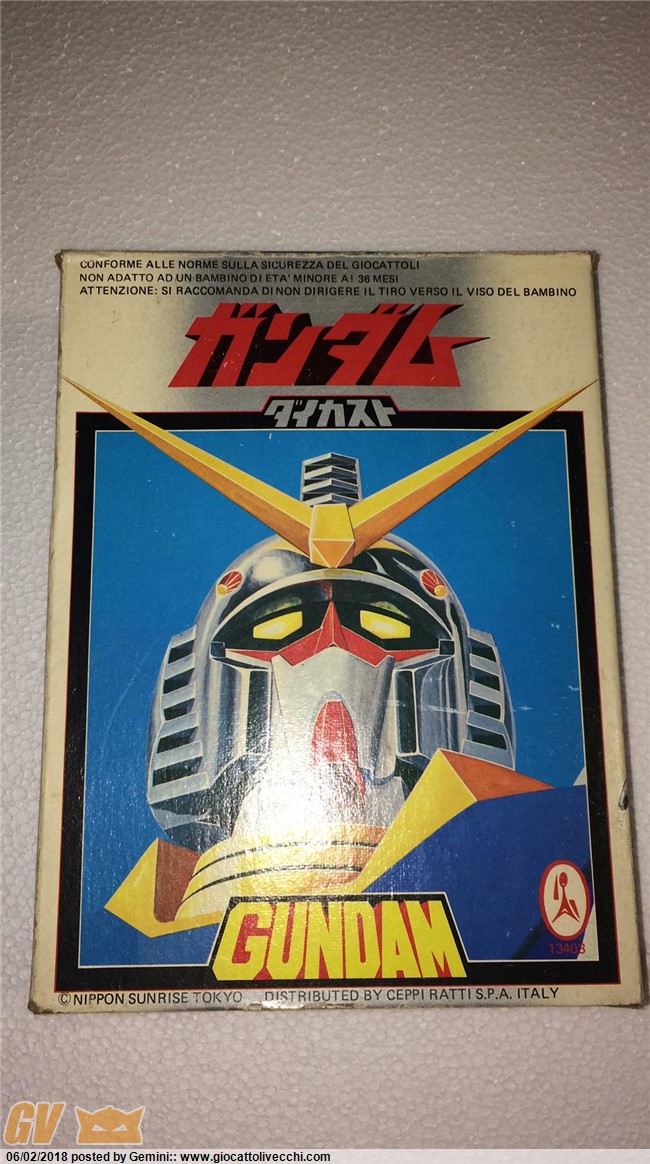 CONFORME ALLE NORME SULLA SICUREZZA DEL GIOCATTOLI
NON ADATTO AD UN BAMBINO DI ETA' MINORE A! 36 MESI
ATTENZIONE: SI RACCOMANDA DI NON DIRIGERE IL TIRO VERSO IL VISO DEL BAMBINO
ガンダム
ダイカスト
GUNDAM
13403
© NIPPON SUNRISE TOKYO DISTRIBUTED BY CEPPI RATTI S.P.A. ITALY
GV
06/02/2018 posted by Gemini:: www.giocattolivecchi.com